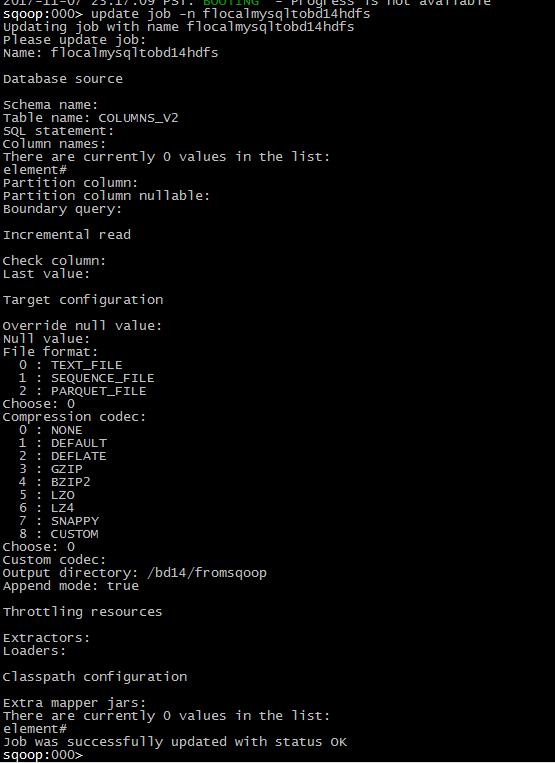 2017-11-07 23:17:09 PST: BOOTING  - Progress is not available
sqoop:000> update job -n flocalmysqltobd14hdfs
Updating job with name flocalmysqltobd14hdfs
Please update job:
Name: flocalmysqltobd14hdfs
Database source
Schema name:
Table name: COLUMNS_V2
SQL statement:
Column names:
There are currently 0 values in the list:
element#
Partition column:
Partition column nullable:
Boundary query:
Incremental read
Check column:
Last value:
Target configuration
Override null value:
Null value:
File format:
  0 : TEXT_FILE
  1 : SEQUENCE_FILE
  2 : PARQUET_FILE
Choose: 0
Compression codec:
  0 : NONE
  1 : DEFAULT
  2 : DEFLATE
  3 : GZIP
  4 : BZIP2
  5 : LZO
  6 : LZ4
  7 : SNAPPY
  8 : CUSTOM
Choose: 0
Custom codec:
Output directory: /bd14/fromsqoop
Append mode: true
Throttling resources
Extractors:
Loaders:
Classpath configuration
Extra mapper jars:
There are currently 0 values in the list:
element#
Job was successfully updated with status OK
sqoop:000>